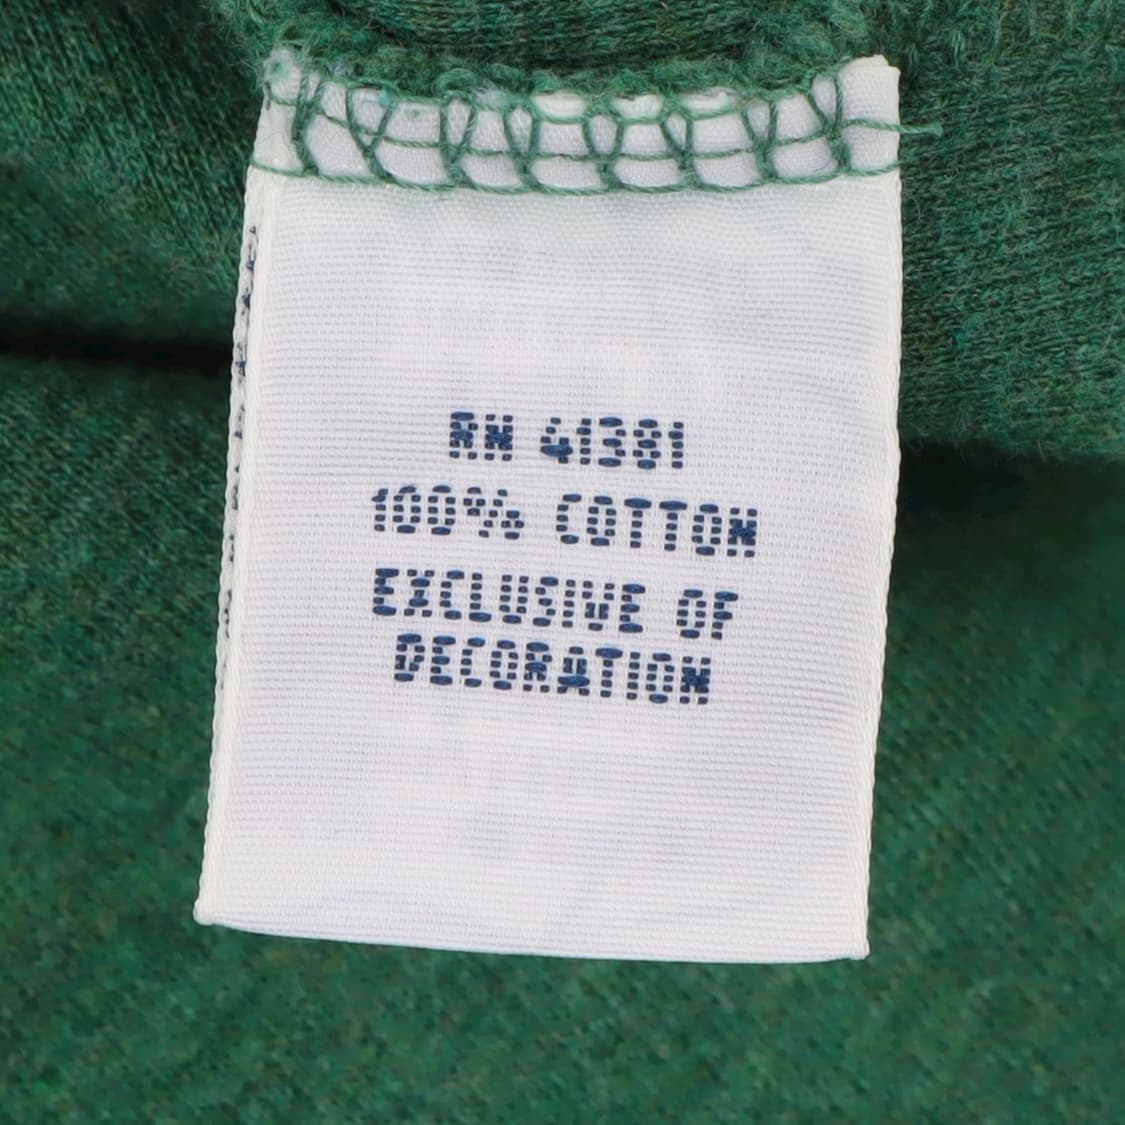 RN 41381
100% COTTON
EXCLUSIVE OF
DECORATION